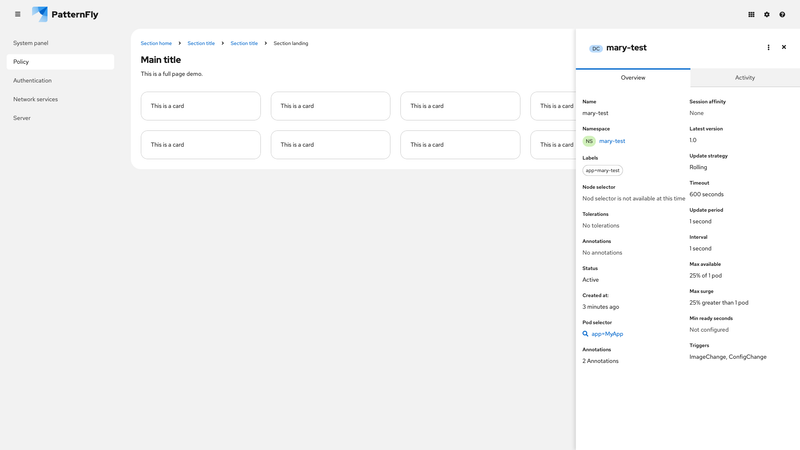 PatternFly
System panel
Policy
Authentication
Network services
Server
Section home
Section title
Section title
Section landing
Main title
This is a full page demo.
This is a card
This is a card
This is a card
This is a card
This is a card
This is a card
This is a card
This is a card
DC
mary-test
Overview
Activity
Name
mary-test
Namespace
NS
mary-test
Labels
app=mary-test
Node selector
Nod selector is not available at this time
Tolerations
No tolerations
Annotations
No annotations
Status
Active
Created at:
3 minutes ago
Pod selector
app=MyApp
Annotations
2 Annotations
Session affinity
None
Latest version
1.0
Update strategy
Rolling
Timeout
600 seconds
Update period
1 second
Interval
1 second
Max available
25% of 1 pod
Max surge
25% greater than 1 pod
Min ready seconds
Not configured
Triggers
ImageChange, ConfigChange